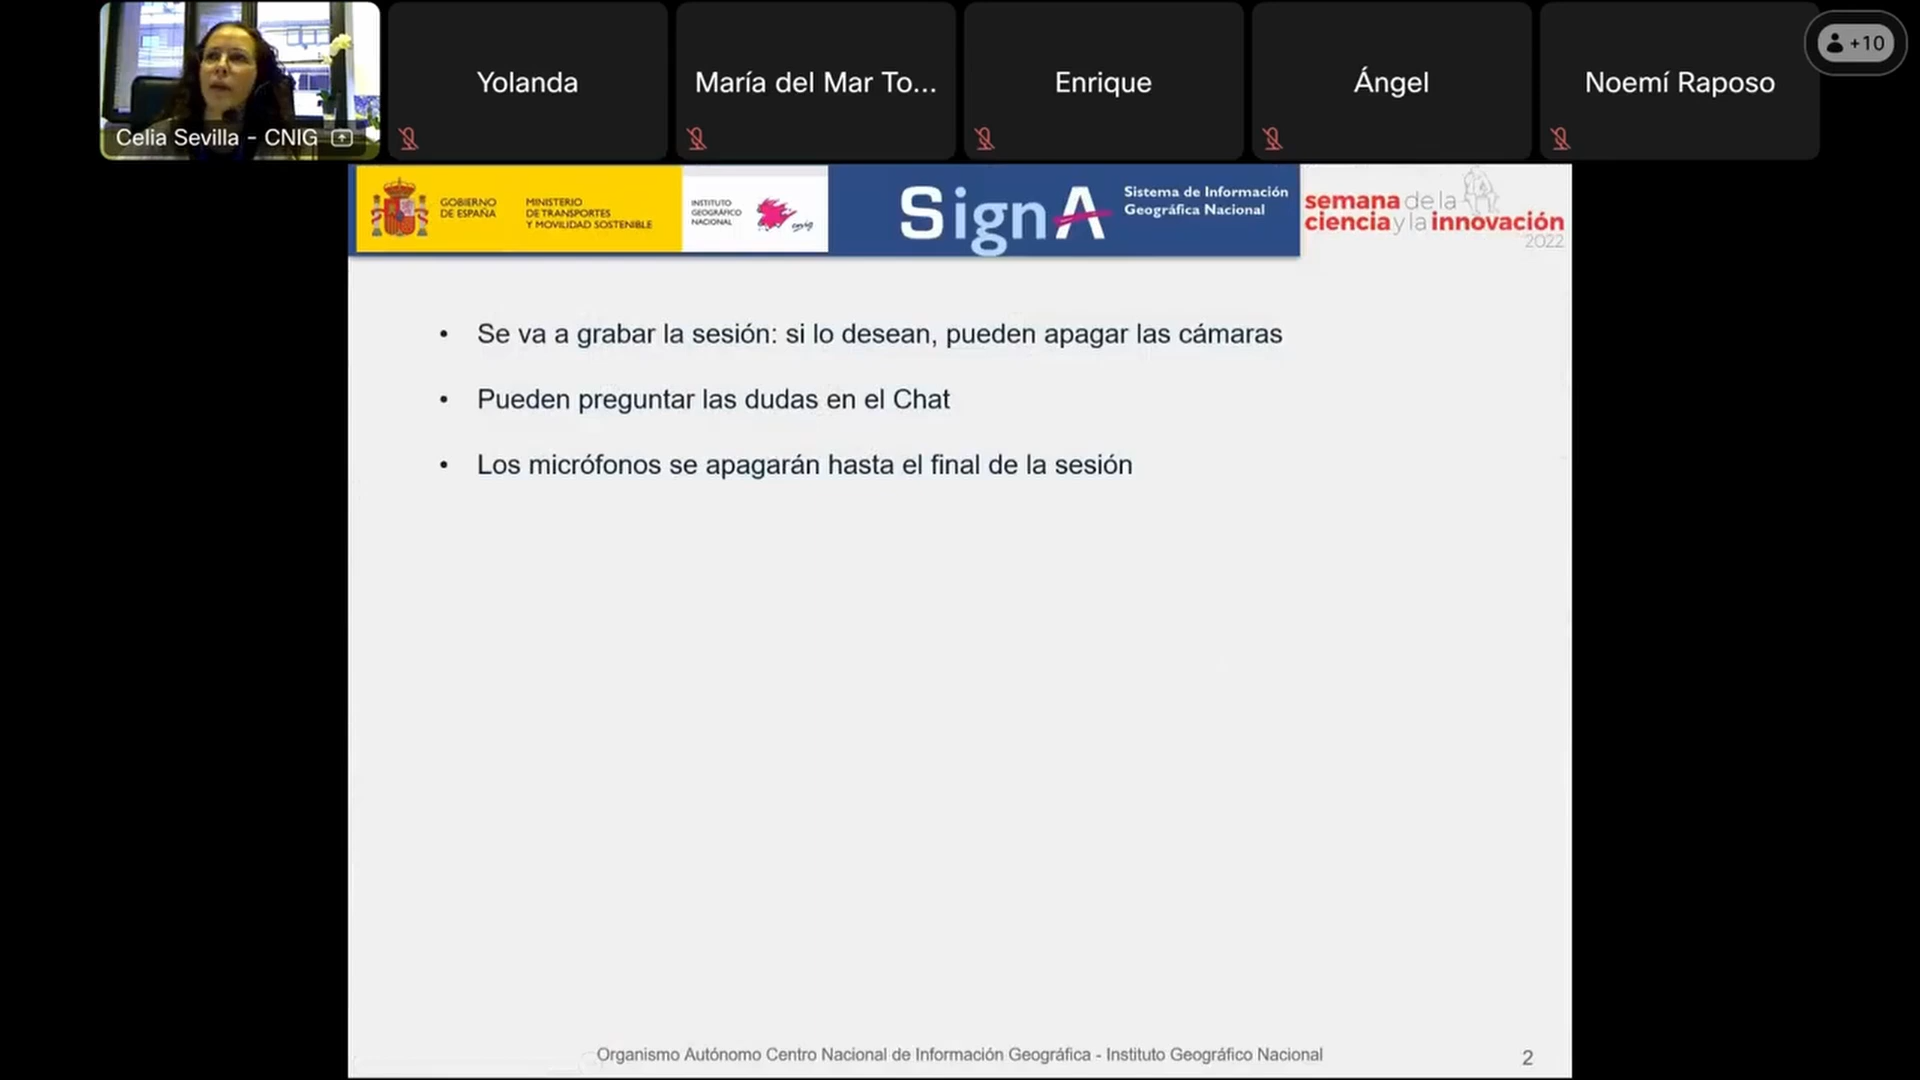 Celia Sevilla - CNIG
Yolanda
María del Mar To...
Enrique
Ángel
Noemí Raposo
+10
GOBIERNO
DE ESPAÑA
MINISTERIO
DE TRANSPORTES
Y MOVILIDAD SOSTENIBLE
INSTITUTO
GEOGRÁFICO
NACIONAL
cnig
SignA
Sistema de Información
Geográfica Nacional
semana de la
ciencia y la innovación
2022
• Se va a grabar la sesión: si lo desean, pueden apagar las cámaras
• Pueden preguntar las dudas en el Chat
• Los micrófonos se apagarán hasta el final de la sesión
Organismo Autónomo Centro Nacional de Información Geográfica - Instituto Geográfico Nacional
2